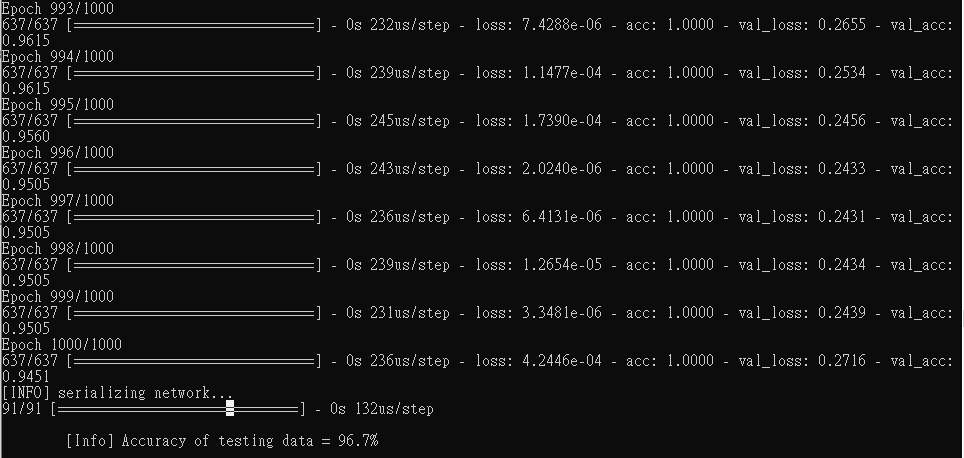 Epoch 993/1000
637/637 [==============================] - 0s 232us/step - loss: 7.4288e-06 - acc: 1.0000 - val_loss: 0.2655 - val_acc:
0.9615
Epoch 994/1000
637/637 [==============================] - 0s 239us/step - loss: 1.1477e-04 - acc: 1.0000 - val_loss: 0.2534 - val_acc:
0.9615
Epoch 995/1000
637/637 [==============================] - 0s 245us/step - loss: 1.7390e-04 - acc: 1.0000 - val_loss: 0.2456 - val_acc:
0.9560
Epoch 996/1000
637/637 [==============================] - 0s 243us/step - loss: 2.0240e-06 - acc: 1.0000 - val_loss: 0.2433 - val_acc:
0.9505
Epoch 997/1000
637/637 [==============================] - 0s 236us/step - loss: 6.4131e-06 - acc: 1.0000 - val_loss: 0.2431 - val_acc:
0.9505
Epoch 998/1000
637/637 [==============================] - 0s 239us/step - loss: 1.2654e-05 - acc: 1.0000 - val_loss: 0.2434 - val_acc:
0.9505
Epoch 999/1000
637/637 [==============================] - 0s 231us/step - loss: 3.3481e-06 - acc: 1.0000 - val_loss: 0.2439 - val_acc:
0.9505
Epoch 1000/1000
637/637 [==============================] - 0s 236us/step - loss: 4.2446e-04 - acc: 1.0000 - val_loss: 0.2716 - val_acc:
0.9451
[INFO] serializing network...
91/91 [==============================] - 0s 132us/step
[Info] Accuracy of testing data = 96.7%